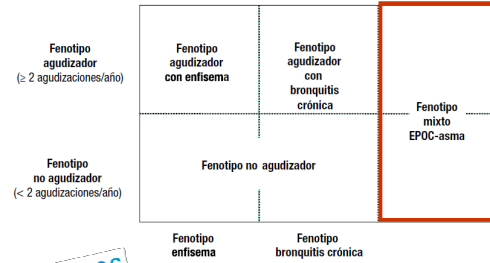 Fenotipo
agudizador
(≥ 2 agudizaciones/año)
Fenotipo
agudizador
con enfisema
Fenotipo
agudizador
con
bronquitis
crónica
Fenotipo
mixto
EPOC-asma
Fenotipo
no agudizador
(< 2 agudizaciones/año)
Fenotipo no agudizador
Fenotipo
enfisema
Fenotipo
bronquitis crónica